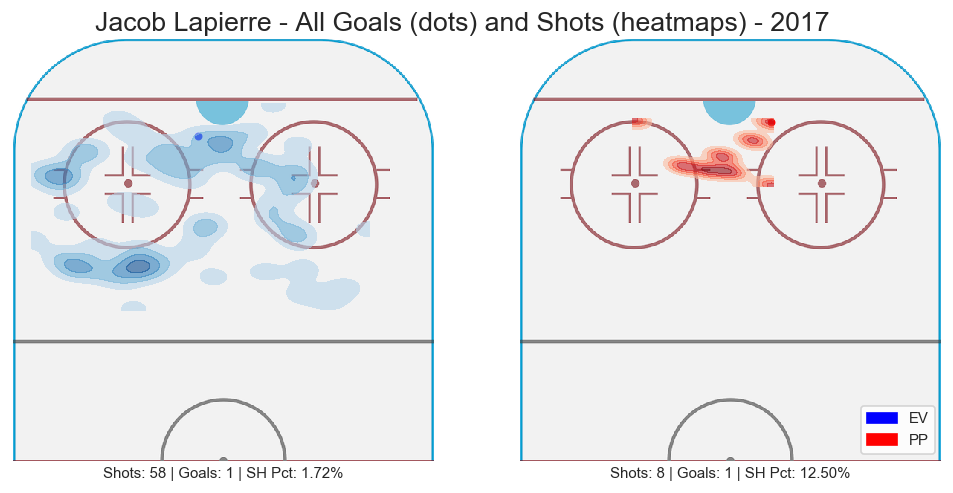 Jacob Lapierre - All Goals (dots) and Shots (heatmaps) - 2017
EV
PP
Shots: 58 | Goals: 1 | SH Pct: 1.72%
Shots: 8 | Goals: 1 | SH Pct: 12.50%